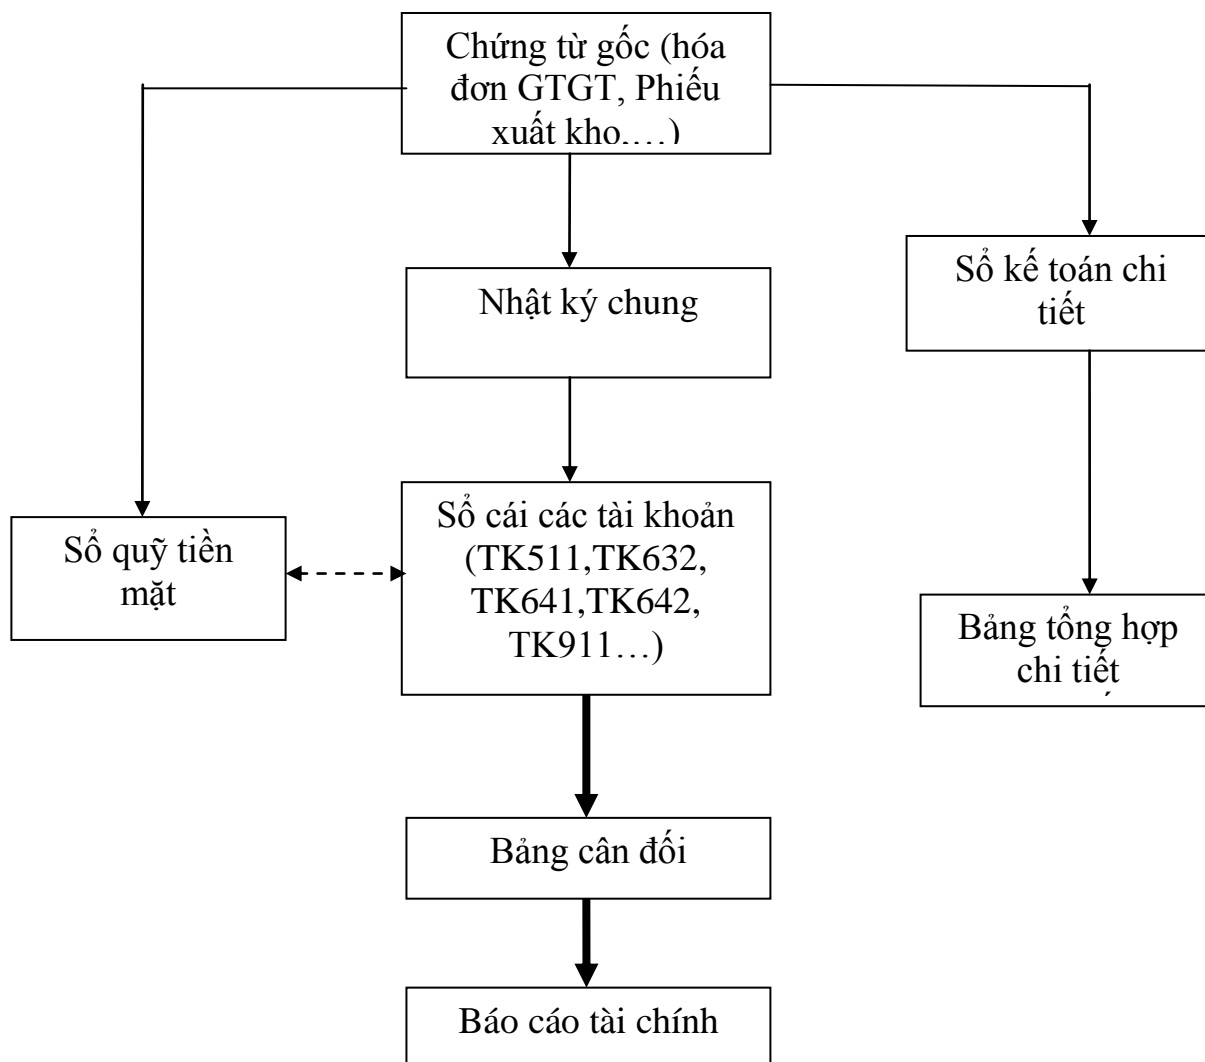 Chứng từ gốc (hóa
đơn GTGT, Phiếu
xuất kho,…)
Sổ kế toán chi
tiết
Nhật ký chung
Sổ cái các tài khoản
(TK511,TK632,
TK641,TK642,
TK911…)
Sổ quỹ tiền
mặt
Bảng tổng hợp
chi tiết
Bảng cân đối
Báo cáo tài chính